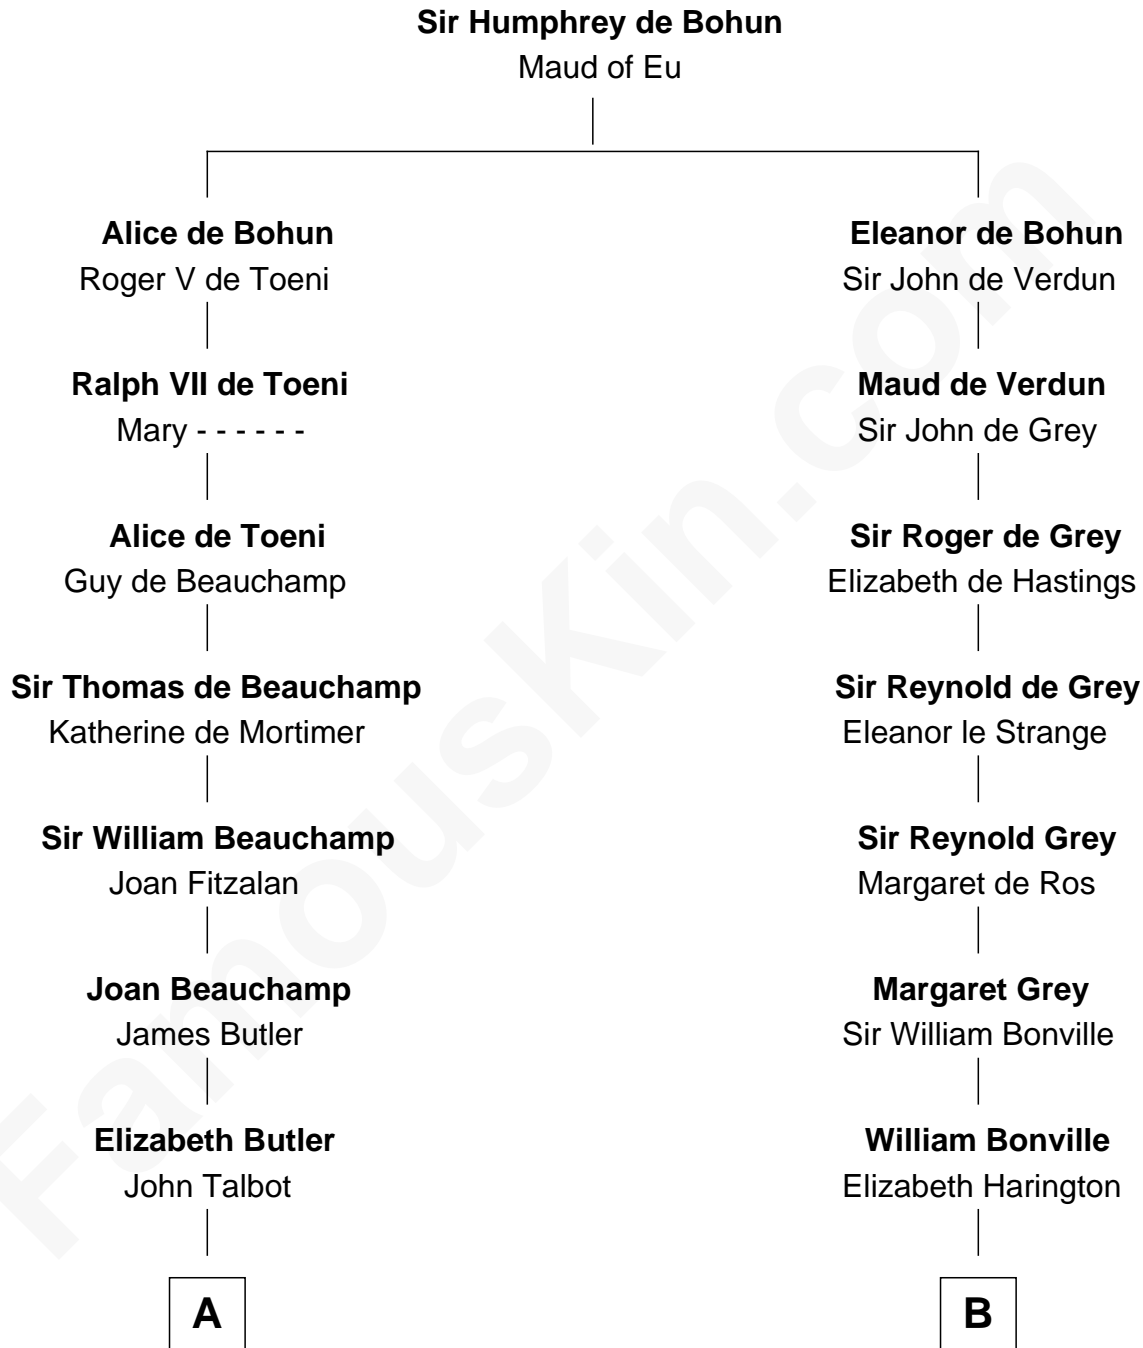 Sir Humphrey de Bohun
Maud of Eu
Alice de Bohun
Roger V de Toeni
Ralph VII de Toeni
Mary - - - - - -
Alice de Toeni
Guy de Beauchamp
Sir Thomas de Beauchamp
Katherine de Mortimer
Sir William Beauchamp
Joan Fitzalan
Joan Beauchamp
James Butler
Elizabeth Butler
John Talbot
A
Eleanor de Bohun
Sir John de Verdun
Maud de Verdun
Sir John de Grey
Sir Roger de Grey
Elizabeth de Hastings
Sir Reynold de Grey
Eleanor le Strange
Sir Reynold Grey
Margaret de Ros
Margaret Grey
Sir William Bonville
William Bonville
Elizabeth Harington
B
FamousKin.com